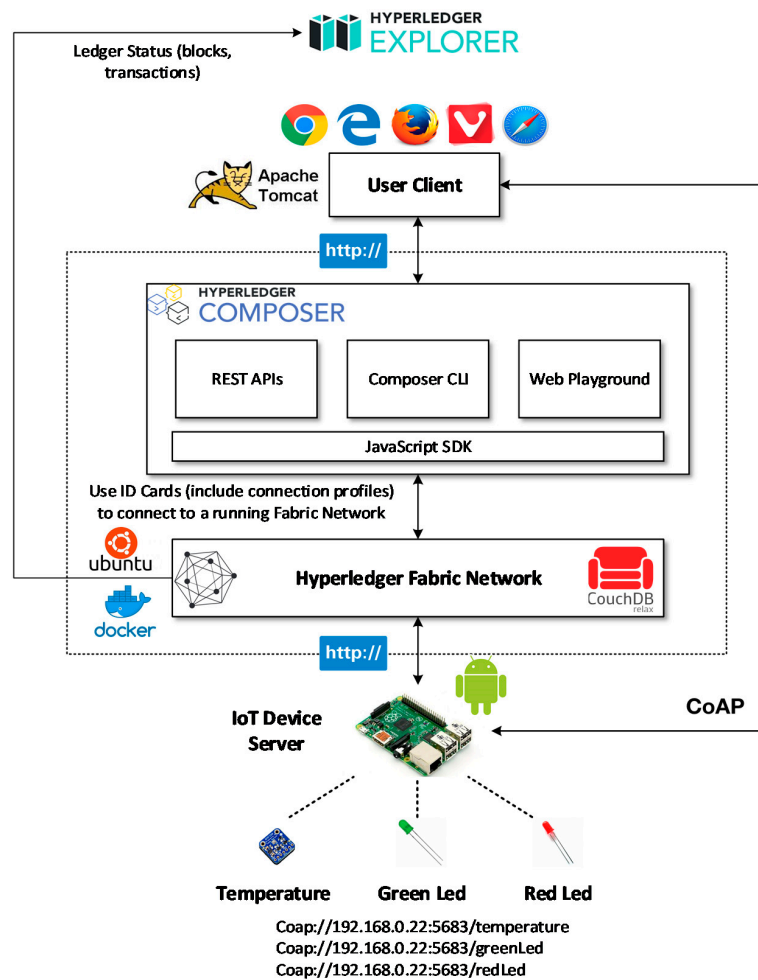 HYPERLEDGER
EXPLORER
Ledger Status (blocks,
transactions)
Apache
Tomcat
User Client
http://
HYPERLEDGER
COMPOSER
REST APIs
Composer CLI
Web Playground
JavaScript SDK
Use ID Cards (include connection profiles)
to connect to a running Fabric Network
ubuntu
docker
Hyperledger Fabric Network
CouchDB
relax
http://
IoT Device
Server
CoAP
Temperature
Green Led
Red Led
Coap://192.168.0.22:5683/temperature
Coap://192.168.0.22:5683/greenLed
Coap://192.168.0.22:5683/redLed